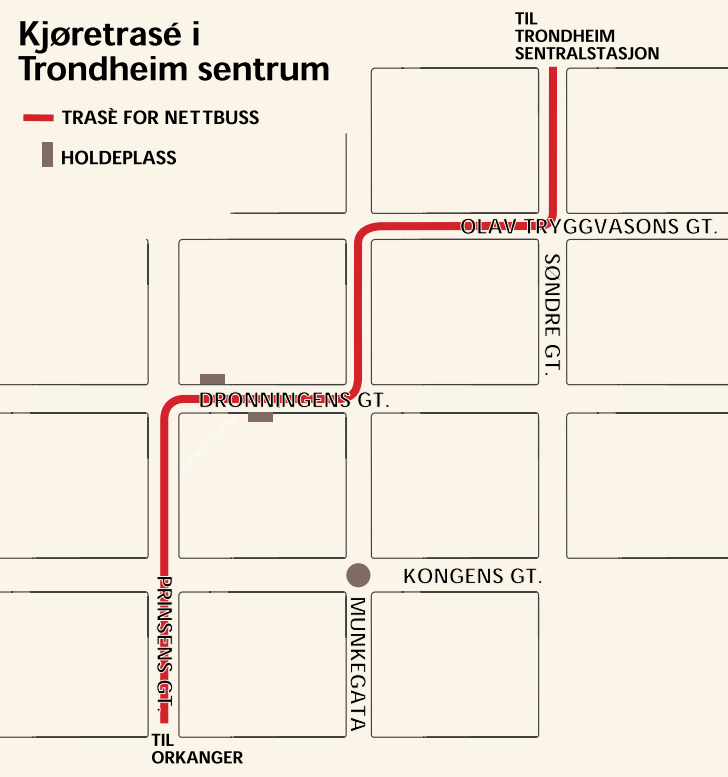 Kjøretrasé i
Trondheim sentrum
TRASÈ FOR NETTBUSS
HOLDEPLASS
TIL
TRONDHEIM
SENTRALSTASJON
OLAV TRYGGVASONS GT.
SØNDRE GT.
DRONNINGENS GT.
KONGENS GT.
PRINSENS GT.
MUNKEGATA
TIL
ORKANGER